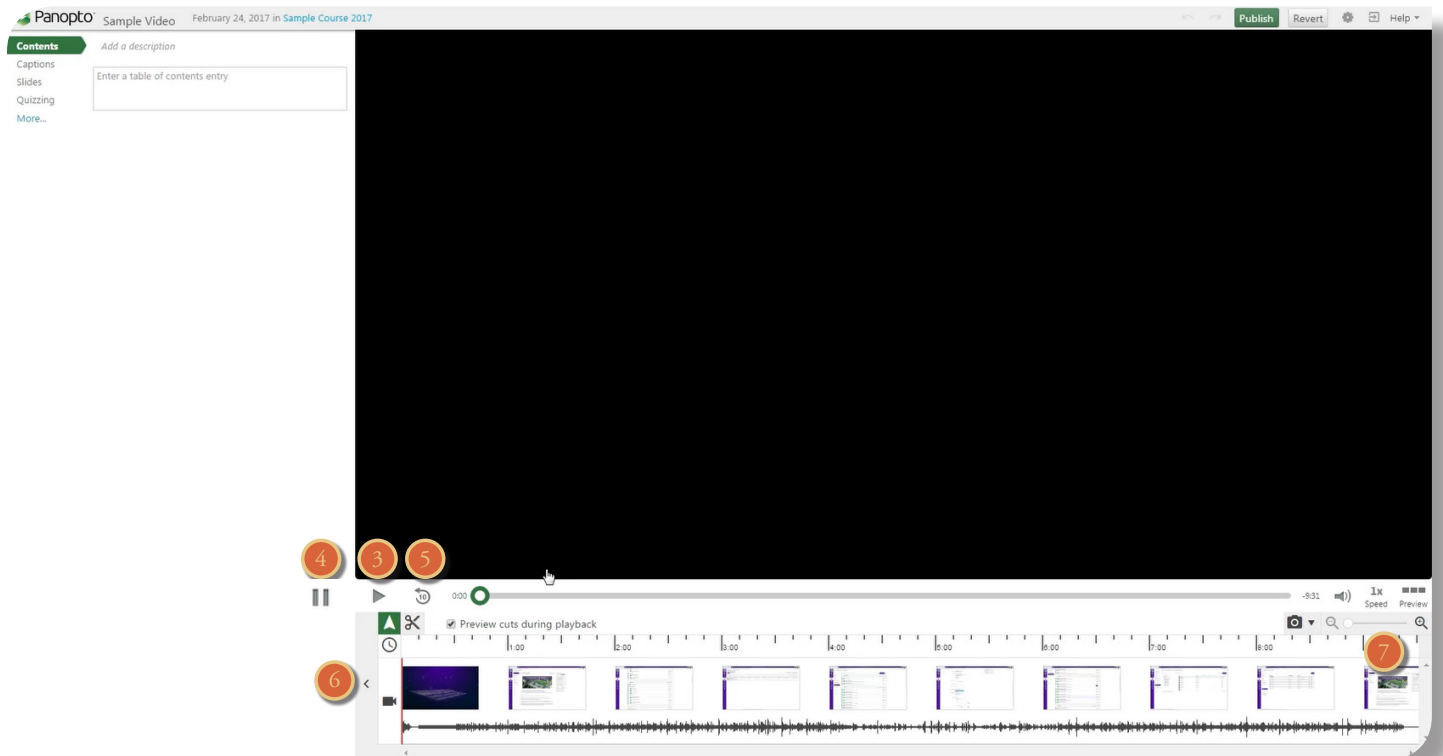 Panopto Sample Video February 24, 2017 in Sample Course 2017 Publish Revert Help
Contents Add a description
Captions
Slides Enter a table of contents entry
Quizzing
More...
4 3 5
10 0:00 -9:31 1x
Speed Preview
Preview cuts during playback
1:00 2:00 3:00 4:00 5:00 6:00 7:00 8:00 7
6